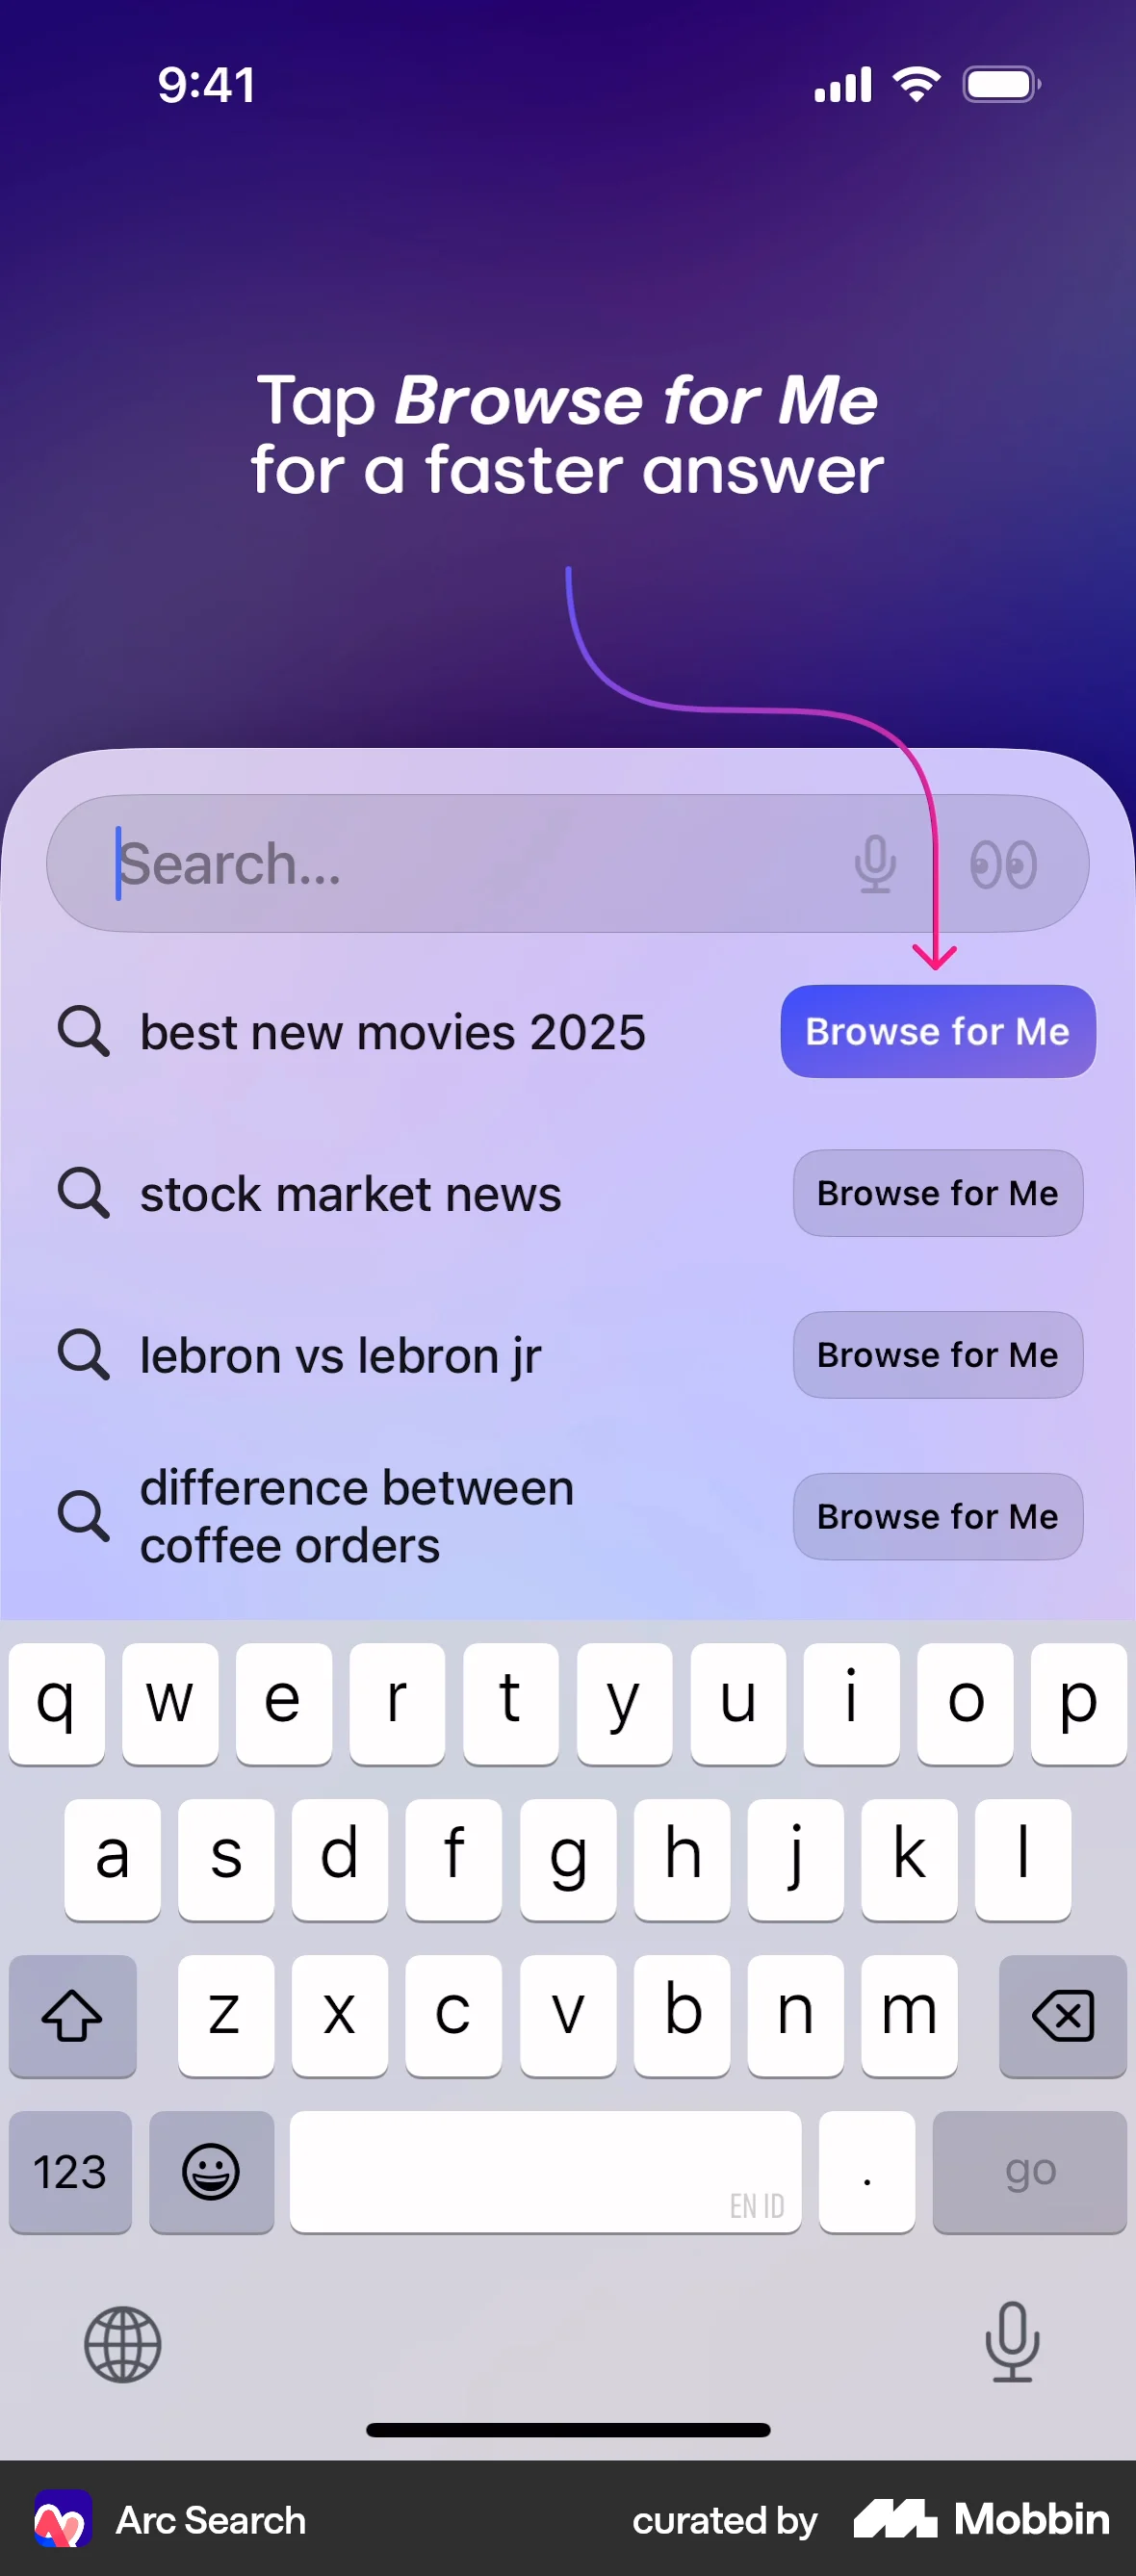 9:41
Tap Browse for Me
for a faster answer
Search...
best new movies 2025
Browse for Me
stock market news
Browse for Me
lebron vs lebron jr
Browse for Me
difference between
coffee orders
Browse for Me
q w e r t y u i o p
a s d f g h j k l
z x c v b n m
123
EN ID
.
go
Arc Search
curated by
Mobbin